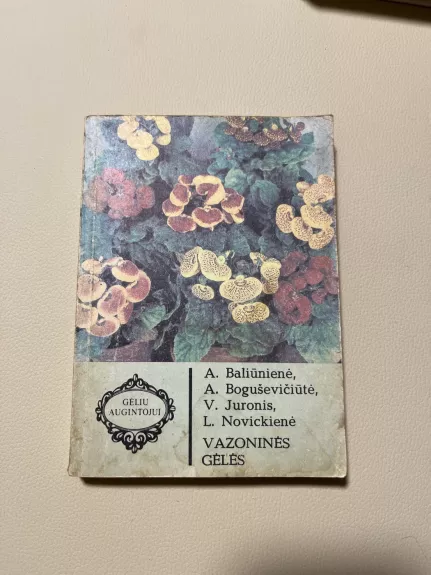 GĖLIŲ
AUGINTOJUI
A. Baliūnienė,
A. Boguševičiūtė,
V. Juronis,
L. Novickienė
VAZONINĖS
GĖLĖS